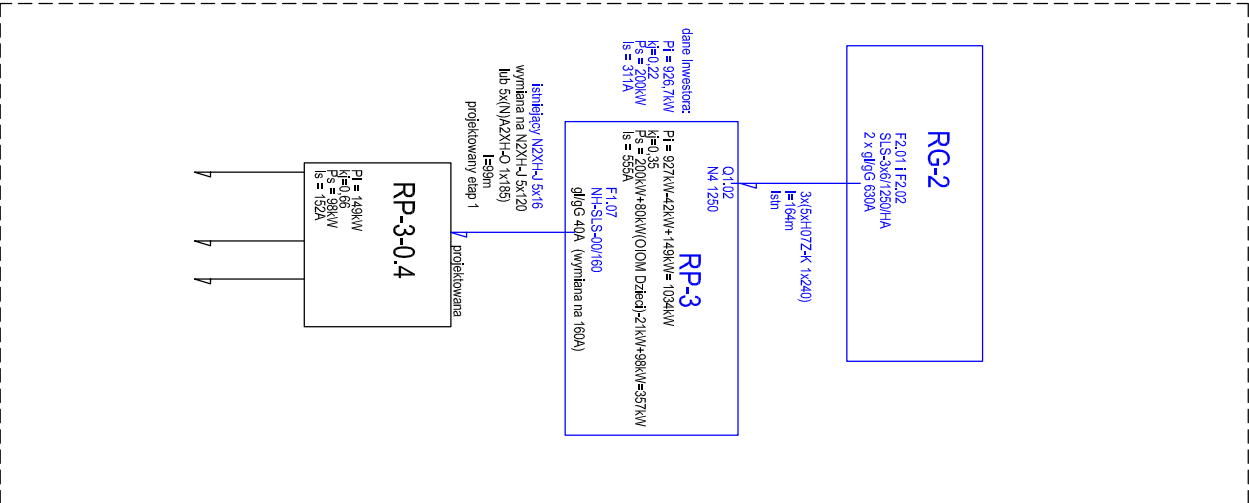 RG-2
F2.01 i F2.02
SLS-3x6/1250/HA
2 x gl/gG 630A
3x(5xH07Z-K 1x240)
l=164m
Istn
dane Inwestora:
Pi = 926,7kW
kj=0,22
Ps = 200kW
Is = 311A
Q1.02
N4 1250
RP-3
Pi = 927kW-42kW+149kW= 1034kW
kj=0,35
Ps = 200kW+80kW(OIOM Dzieci)-21kW+98kW=357kW
Is = 555A
F1.07
NH-SLS-00/160
gl/gG 40A (wymiana na 160A)
istniejący N2XH-J 5x16
wymiana na N2XH-J 5x120
lub 5x(N)A2XH-O 1x185)
l=99m
projektowany etap 1
projektowana
RP-3-0.4
Pi = 149kW
kj=0,66
Ps = 98kW
Is = 152A